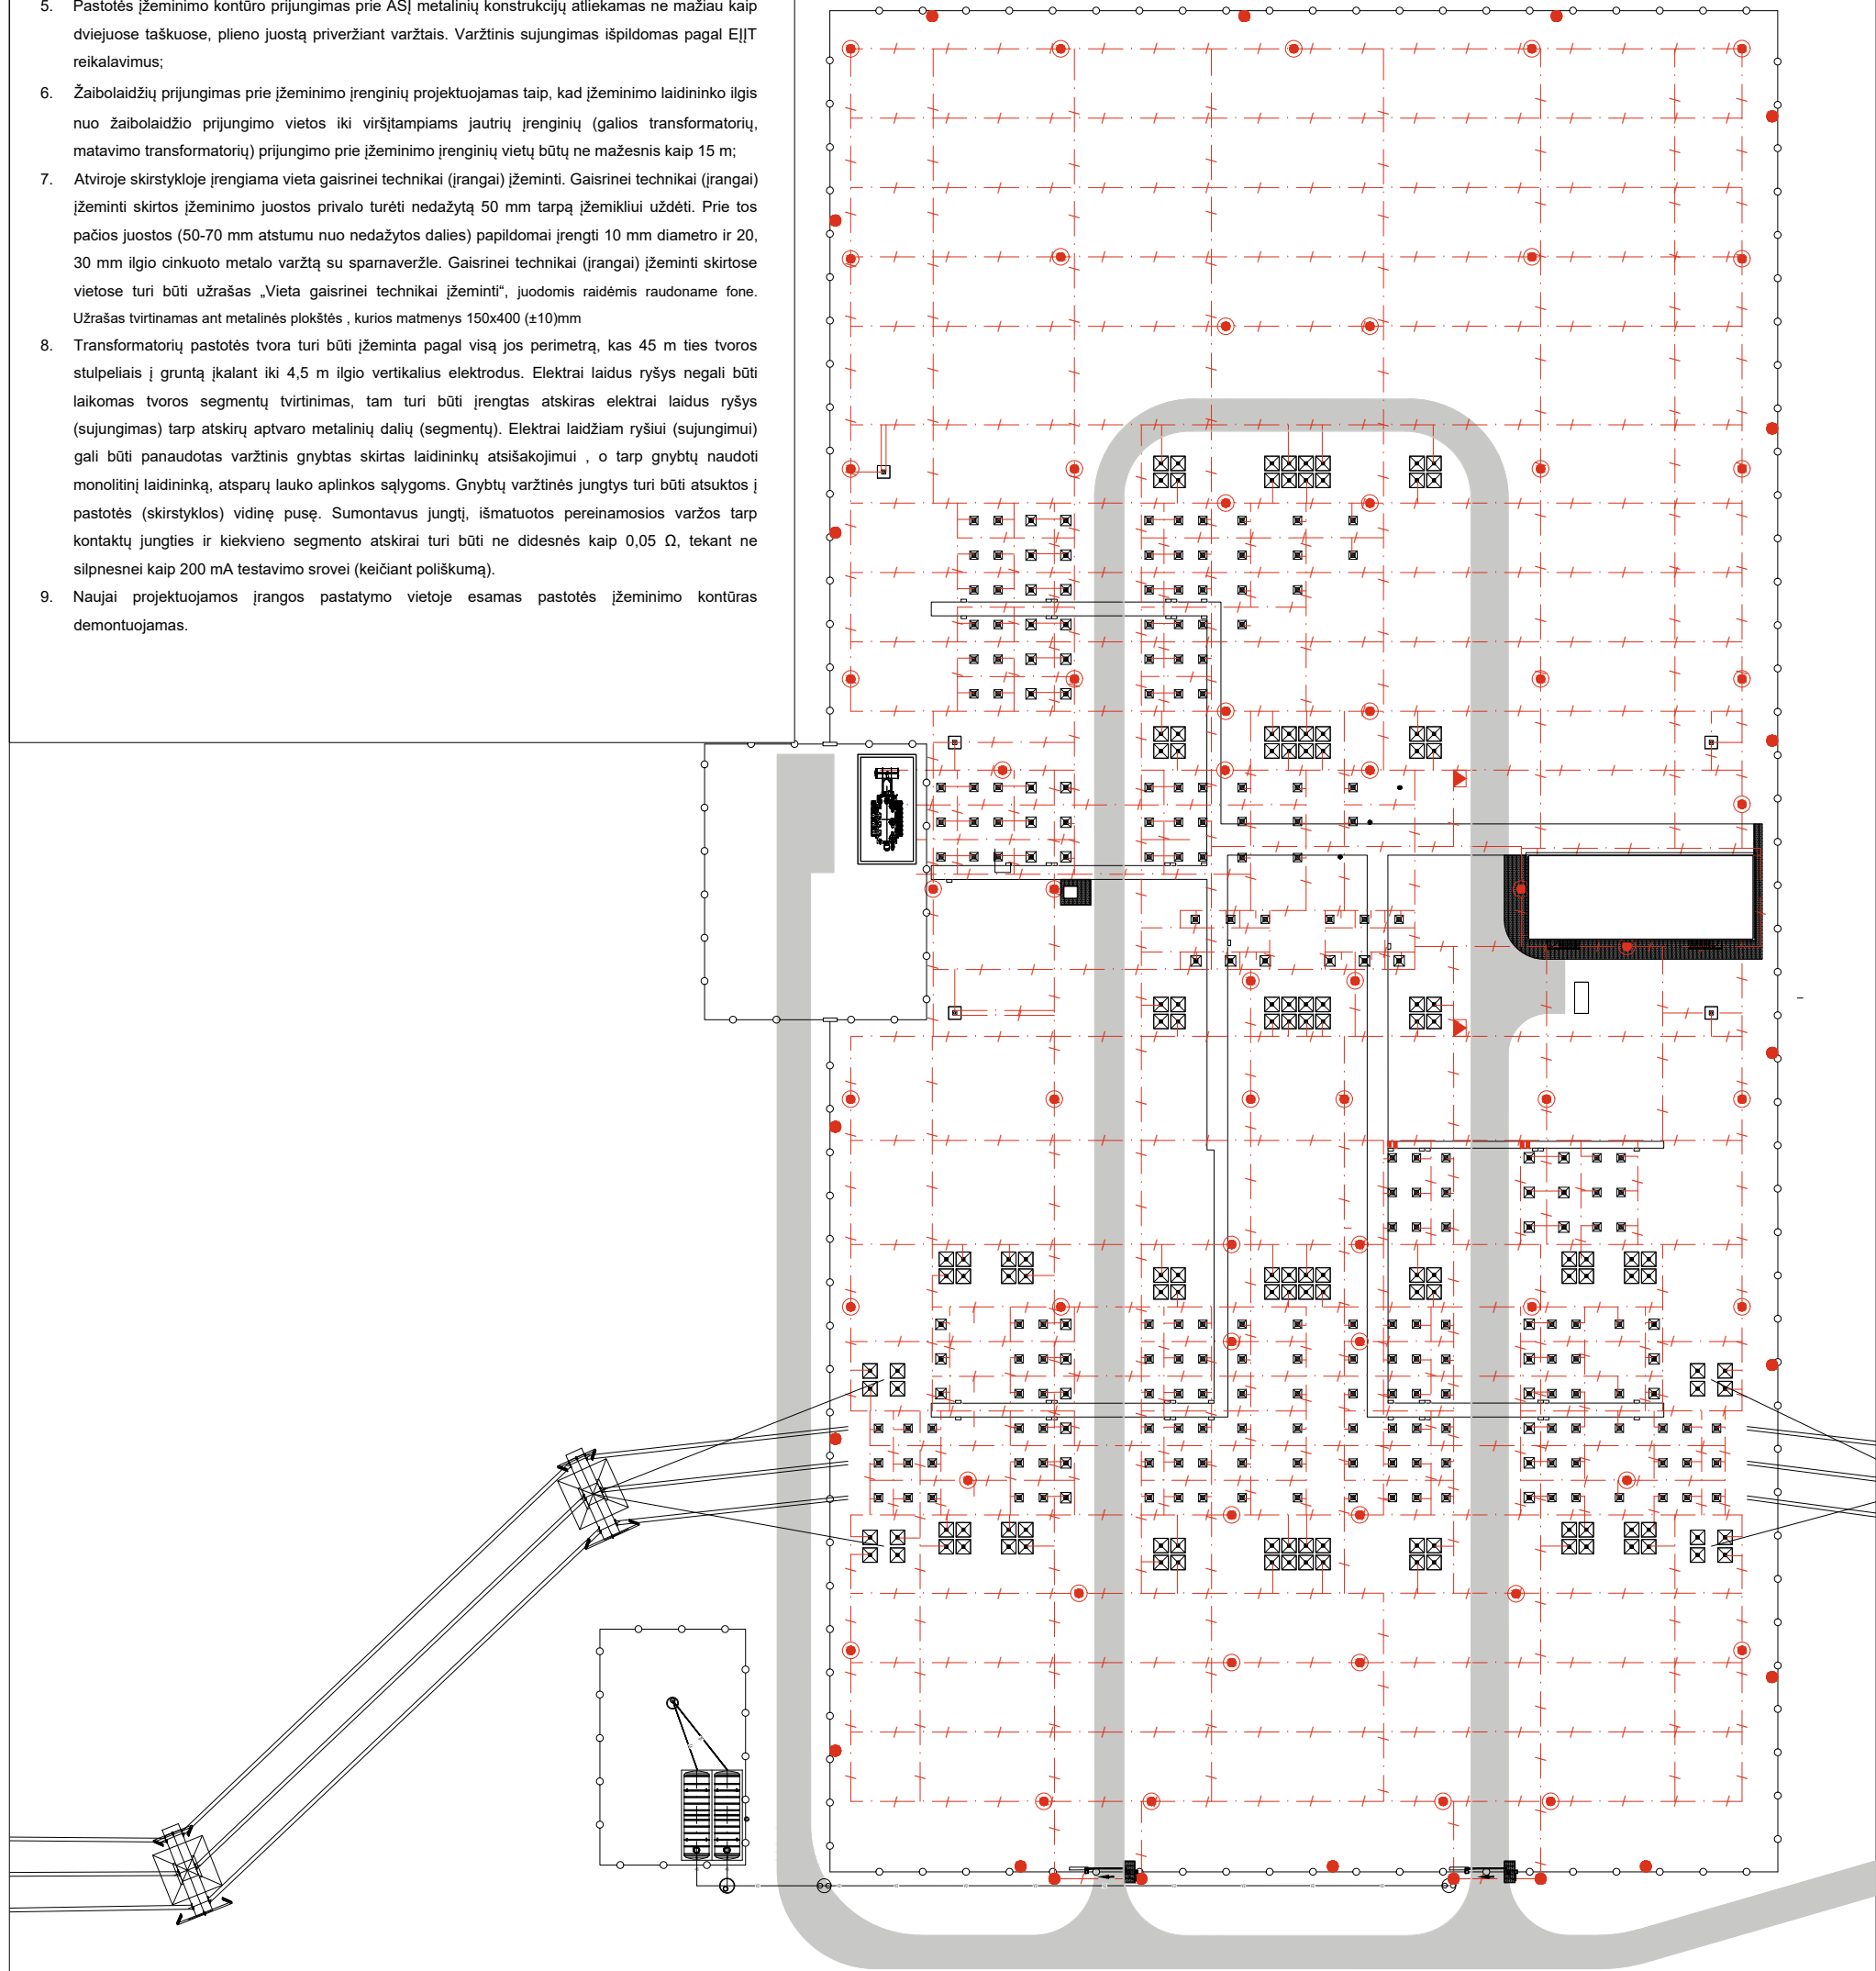 5. Pastotės įžeminimo kontūro prijungimas prie ASĮ metalinių konstrukcijų atliekamas ne mažiau kaip
dviejuose taškuose, plieno juostą priveržiant varžtais. Varžtinis sujungimas išpildomas pagal EĮĮT
reikalavimus;
6. Žaibolaidžių prijungimas prie įžeminimo įrenginių projektuojamas taip, kad įžeminimo laidininko ilgis
nuo žaibolaidžio prijungimo vietos iki viršįtampiams jautrių įrenginių (galios transformatorių,
matavimo transformatorių) prijungimo prie įžeminimo įrenginių vietų būtų ne mažesnis kaip 15 m;
7. Atviroje skirstykloje įrengiama vieta gaisrinei technikai (įrangai) įžeminti. Gaisrinei technikai (įrangai)
įžeminti skirtos įžeminimo juostos privalo turėti nedažytą 50 mm tarpą įžemikliui uždėti. Prie tos
pačios juostos (50-70 mm atstumu nuo nedažytos dalies) papildomai įrengti 10 mm diametro ir 20,
30 mm ilgio cinkuoto metalo varžtą su sparnaveržle. Gaisrinei technikai (įrangai) įžeminti skirtose
vietose turi būti užrašas „Vieta gaisrinei technikai įžeminti“, juodomis raidėmis raudoname fone.
Užrašas tvirtinamas ant metalinės plokštės , kurios matmenys 150x400 (±10)mm
8. Transformatorių pastotės tvora turi būti įžeminta pagal visą jos perimetrą, kas 45 m ties tvoros
stulpeliais į gruntą įkalant iki 4,5 m ilgio vertikalius elektrodus. Elektrai laidus ryšys negali būti
laikomas tvoros segmentų tvirtinimas, tam turi būti įrengtas atskiras elektrai laidus ryšys
(sujungimas) tarp atskirų aptvaro metalinių dalių (segmentų). Elektrai laidžiam ryšiui (sujungimui)
gali būti panaudotas varžtinis gnybtas skirtas laidininkų atsišakojimui , o tarp gnybtų naudoti
monolitinį laidininką, atsparų lauko aplinkos sąlygoms. Gnybtų varžtinės jungtys turi būti atsuktos į
pastotės (skirstyklos) vidinę pusę. Sumontavus jungtį, išmatuotos pereinamosios varžos tarp
kontaktų jungties ir kiekvieno segmento atskirai turi būti ne didesnės kaip 0,05 Ω, tekant ne
silpnesnei kaip 200 mA testavimo srovei (keičiant poliškumą).
9. Naujai projektuojamos įrangos pastatymo vietoje esamas pastotės įžeminimo kontūras
demontuojamas.